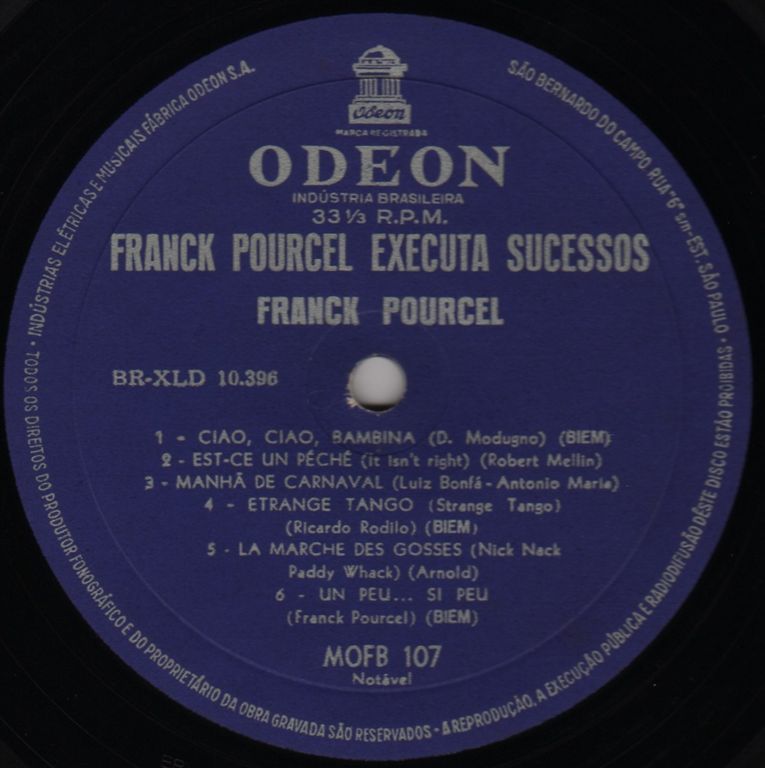 Odeon
MARCA REGISTRADA
ODEON
INDÚSTRIA BRASILEIRA
33 1/3 R.P.M.
FRANCK POURCEL EXECUTA SUCESSOS
FRANCK POURCEL
BR-XLD 10.396
1 - CIAO, CIAO, BAMBINA (D. Modugno) (BIEM)
2 - EST-CE UN PÉCHÉ (it isn't right) (Robert Mellin)
3 - MANHÃ DE CARNAVAL (Luiz Bonfá - Antonio Maria)
4 - ETRANGE TANGO (Strange Tango)
(Ricardo Rodilo) (BIEM)
5 - LA MARCHE DES GOSSES (Nick Nack
Paddy Whack) (Arnold)
6 - UN PEU... SI PEU
(Franck Pourcel) (BIEM)
MOFB 107
Notável
TODOS OS DIREITOS DO PRODUTOR FONOGRÁFICO E DO PROPRIETÁRIO DA OBRA GRAVADA SÃO RESERVADOS - A REPRODUÇÃO, A EXECUÇÃO PÚBLICA E RADIODIFUSÃO DÊSTE DISCO ESTÃO PROIBIDAS • INDÚSTRIAS ELÉTRICAS E MUSICAIS FÁBRICA ODEON S.A.
SÃO BERNARDO DO CAMPO, RUA "6" s/n - EST. SÃO PAULO •